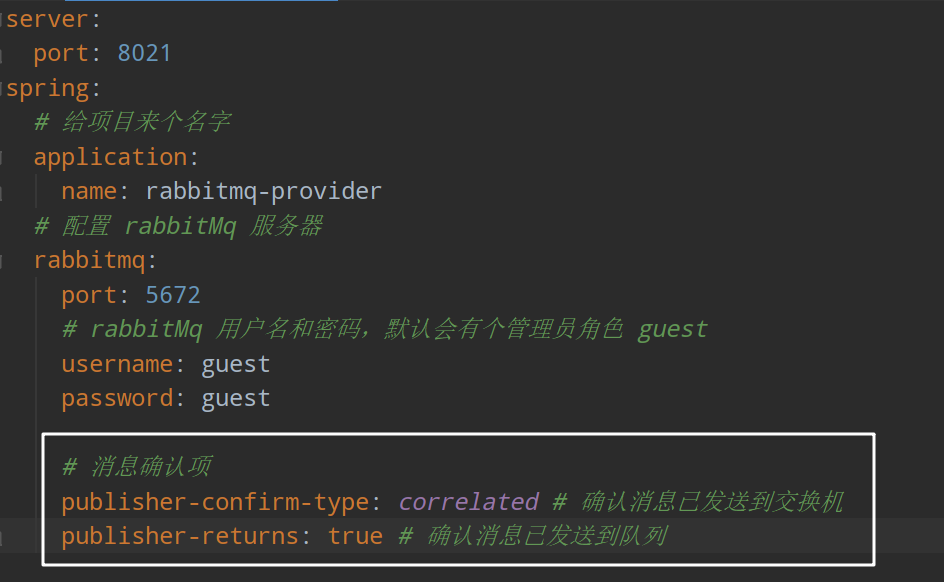 server:
  port: 8021
spring:
  # 给项目来个名字
  application:
    name: rabbitmq-provider
  # 配置 rabbitMq 服务器
  rabbitmq:
    port: 5672
    # rabbitMq 用户名和密码，默认会有个管理员角色 guest
    username: guest
    password: guest
    # 消息确认项
    publisher-confirm-type: correlated # 确认消息已发送到交换机
    publisher-returns: true # 确认消息已发送到队列